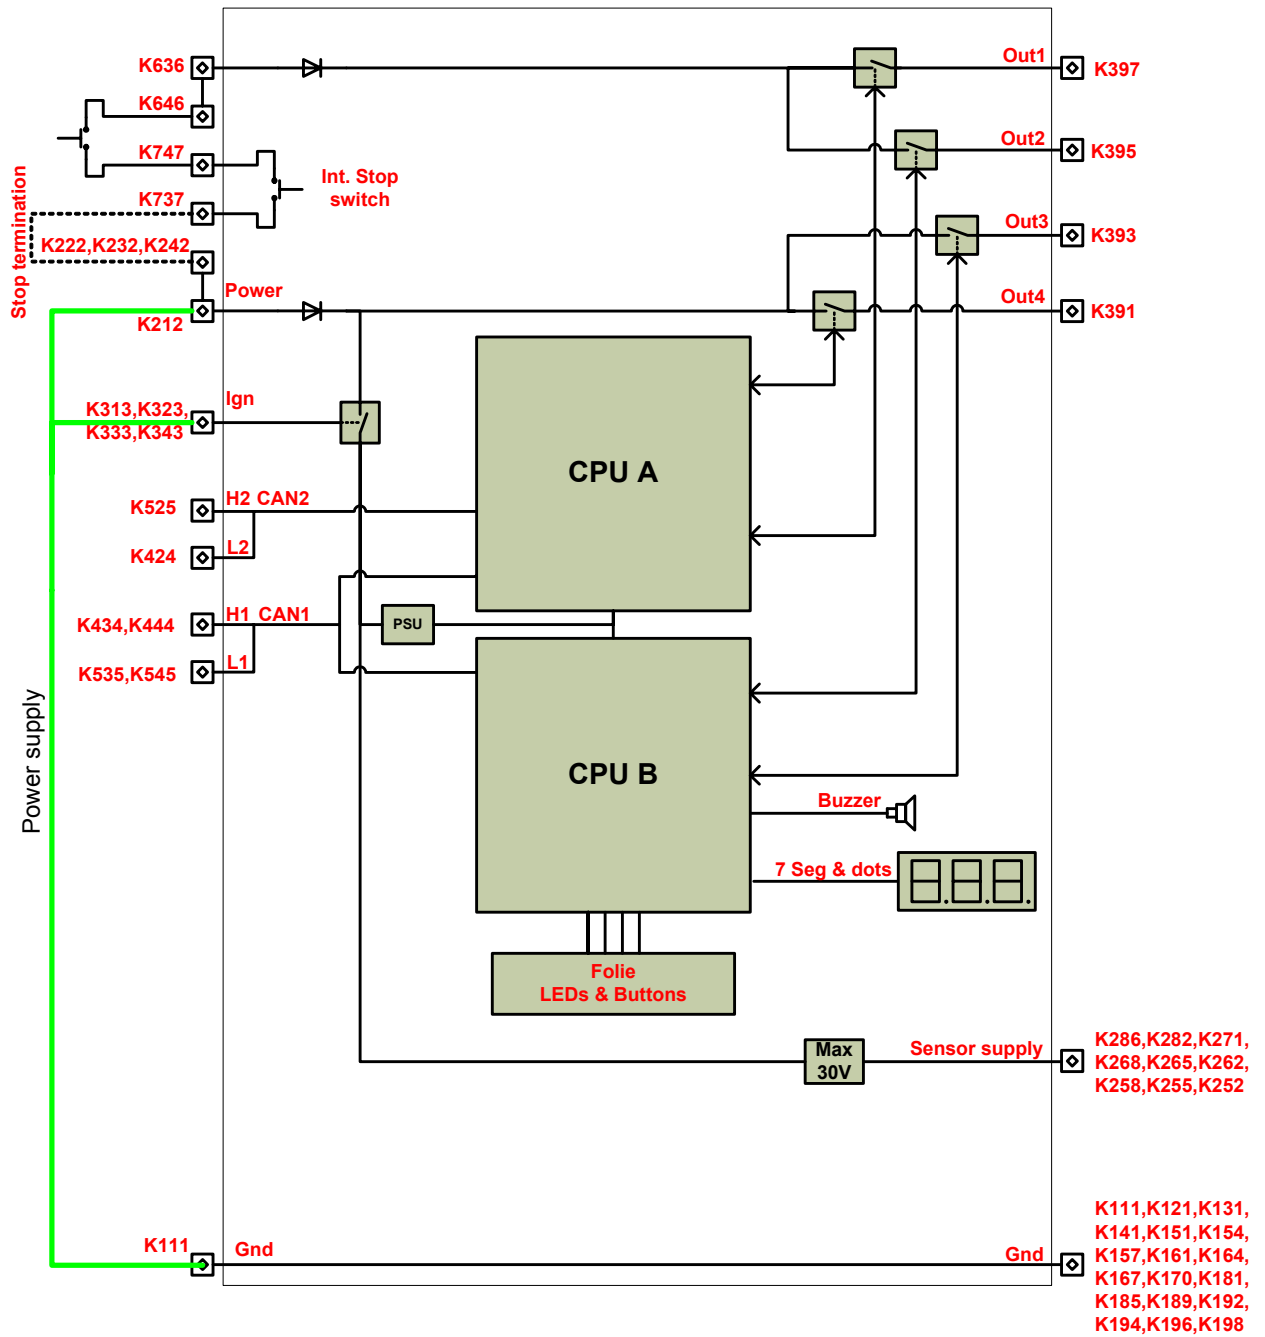 K636
Out1
K397
K646
K747
Out2
K395
Int. Stop
switch
K737
Stop termination
K222,K232,K242
Out3
K393
Power
K212
Out4
K391
Ign
K313,K323,
K333,K343
CPU A
H2 CAN2
K525
L2
K424
H1 CAN1
K434,K444
PSU
L1
K535,K545
Power supply
CPU B
Buzzer
7 Seg & dots
Folie
LEDs & Buttons
Max
30V
Sensor supply
K286,K282,K271,
K268,K265,K262,
K258,K255,K252
K111
Gnd
Gnd
K111,K121,K131,
K141,K151,K154,
K157,K161,K164,
K167,K170,K181,
K185,K189,K192,
K194,K196,K198